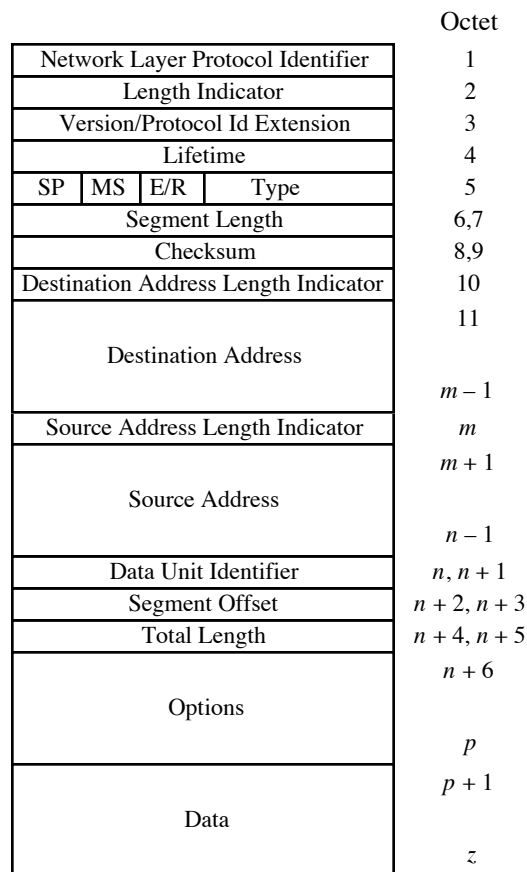 Octet
Network Layer Protocol Identifier 1
Length Indicator 2
Version/Protocol Id Extension 3
Lifetime 4
SP MS E/R Type 5
Segment Length 6,7
Checksum 8,9
Destination Address Length Indicator 10
11
Destination Address
m – 1
Source Address Length Indicator m
m + 1
Source Address
n – 1
Data Unit Identifier n, n + 1
Segment Offset n + 2, n + 3
Total Length n + 4, n + 5
n + 6
Options
p
p + 1
Data
z